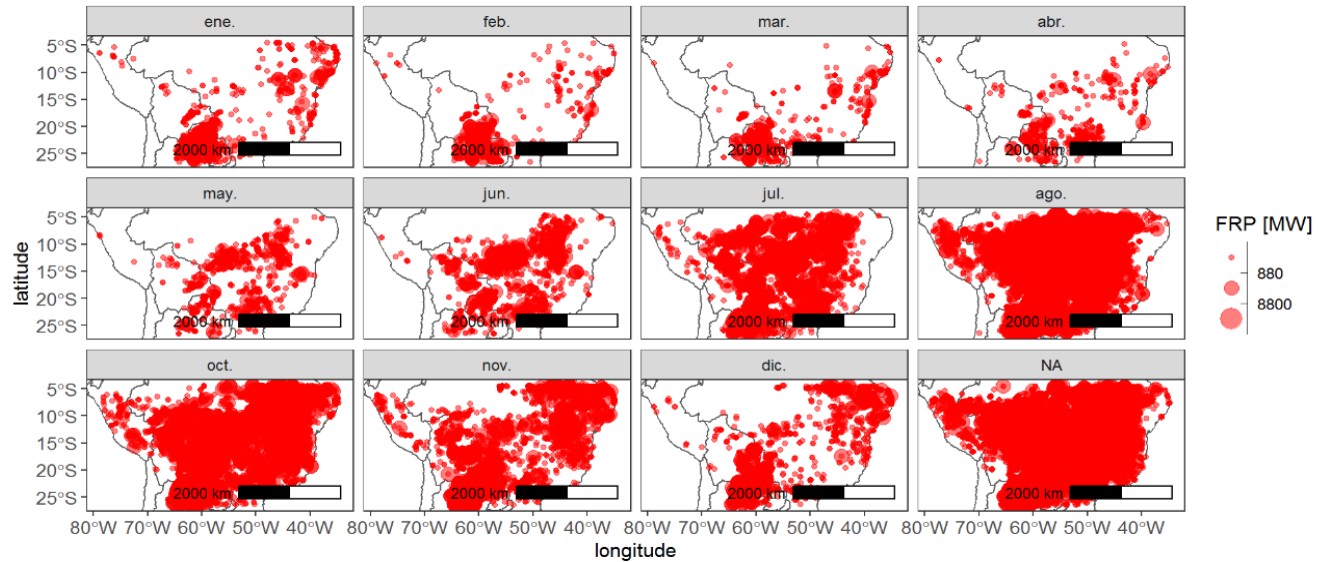 ene. feb. mar. abr.
5°S
10°S
15°S
20°S
25°S
2000 km 2000 km 2000 km 2000 km
may. jun. jul. ago.
5°S
10°S
15°S
20°S
25°S
2000 km 2000 km 2000 km 2000 km
oct. nov. dic. NA
5°S
10°S
15°S
20°S
25°S
2000 km 2000 km 2000 km 2000 km
80°W 70°W 60°W 50°W 40°W 80°W 70°W 60°W 50°W 40°W 80°W 70°W 60°W 50°W 40°W 80°W 70°W 60°W 50°W 40°W
longitude
latitude
FRP [MW]
880
8800